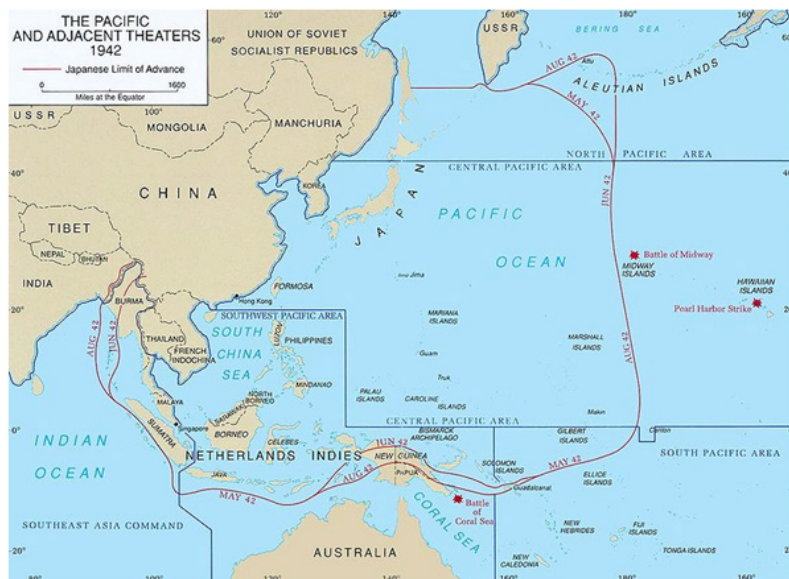 THE PACIFIC
AND ADJACENT THEATERS
1942
Japanese Limit of Advance
0
1600
Miles at the Equator
USSR
BERING SEA
UNION OF SOVIET
SOCIALIST REPUBLICS
60°
180°
160°
AUG 42
Attu
ALEUTIAN ISLANDS
MAY 42
USSR
100°
MONGOLIA
MANCHURIA
NORTH PACIFIC AREA
CENTRAL PACIFIC AREA
40°
40
JUN 42
KOREA
JAPAN
CHINA
PACIFIC
OCEAN
TIBET
NEPAL
BHUTAN
INDIA
Battle of Midway
MIDWAY
ISLANDS
Iwo Jima
HAWAIIAN
ISLANDS
Pearl Harbor Strike
FORMOSA
Hong Kong
BURMA
20°
20
SOUTHWEST PACIFIC AREA
MARIANA
ISLANDS
AUG 42
JUN 42
THAILAND
FRENCH
INDOCHINA
SOUTH
CHINA
SEA
LUZON
PHILIPPINES
MARSHALL
ISLANDS
AUG 42
Guam
Truk
MINDANAO
PALAU
ISLANDS
CAROLINE
ISLANDS
MALAYA
Singapore
SARAWAK
NORTH
BORNEO
BORNEO
Makin
CENTRAL PACIFIC AREA
SUMATRA
CELEBES
BISMARCK
ARCHIPELAGO
GILBERT
ISLANDS
Canton
SOUTH PACIFIC AREA
INDIAN
OCEAN
NETHERLANDS INDIES
JUN 42
NEW GUINEA
AUG 42
PAPUA
SOLOMON
ISLANDS
MAY 42
ELLICE
ISLANDS
0°
JAVA
MAY 42
Guadalcanal
Battle
of
Coral Sea
CORAL SEA
SOUTHEAST ASIA COMMAND
NEW
HEBRIDES
FIJI
ISLANDS
TONGA ISLANDS
AUSTRALIA
NEW
CALEDONIA
20°
80°
100°
120°
140°
160°
180°
160°